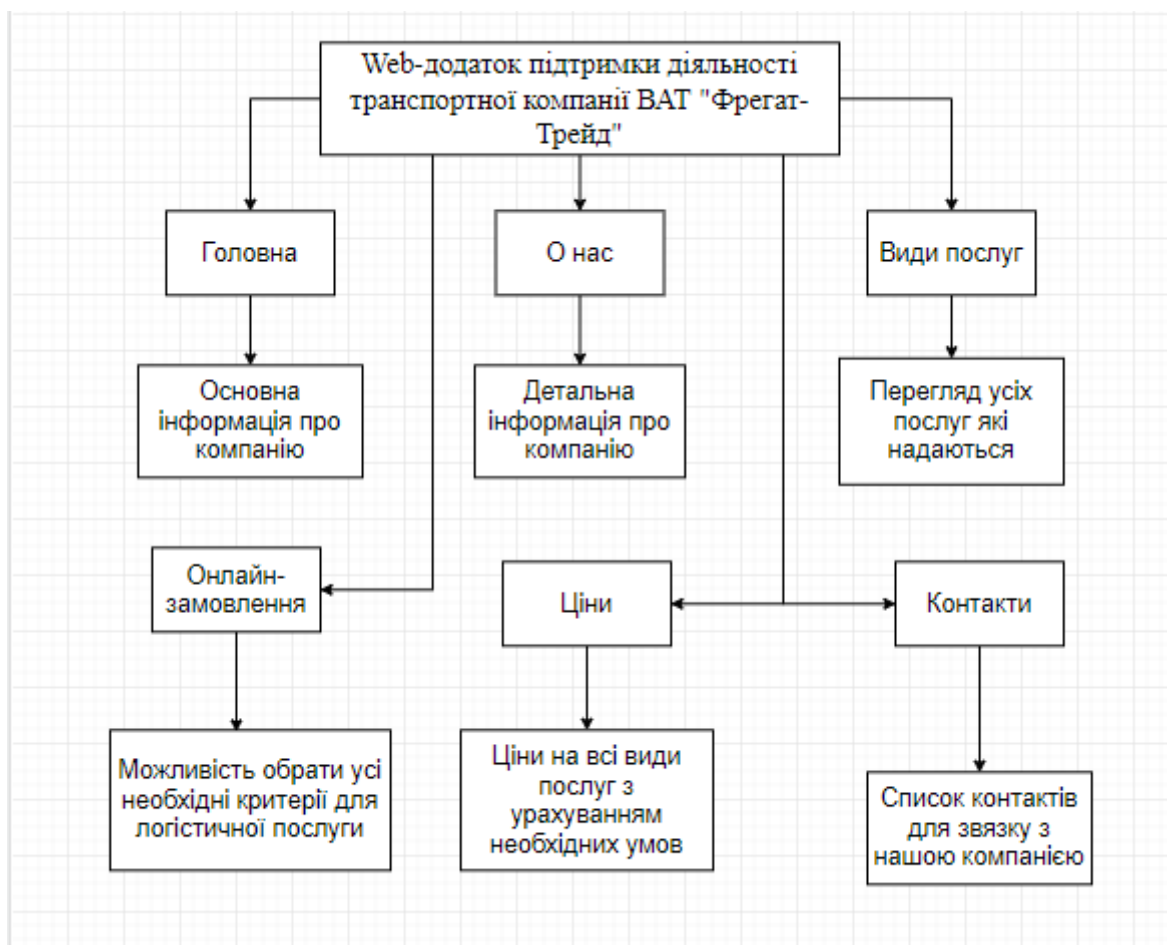 Web-додаток підтримки діяльності
транспортної компанії ВАТ "Фрегат-
Трейд"
Головна
О нас
Види послуг
Основна
інформація про
компанію
Детальна
інформація про
компанію
Перегляд усіх
послуг які
надаються
Онлайн-
замовлення
Ціни
Контакти
Можливість обрати усі
необхідні критерії для
логістичної послуги
Ціни на всі види
послуг з
урахуванням
необхідних умов
Список контактів
для звязку з
нашою компанією